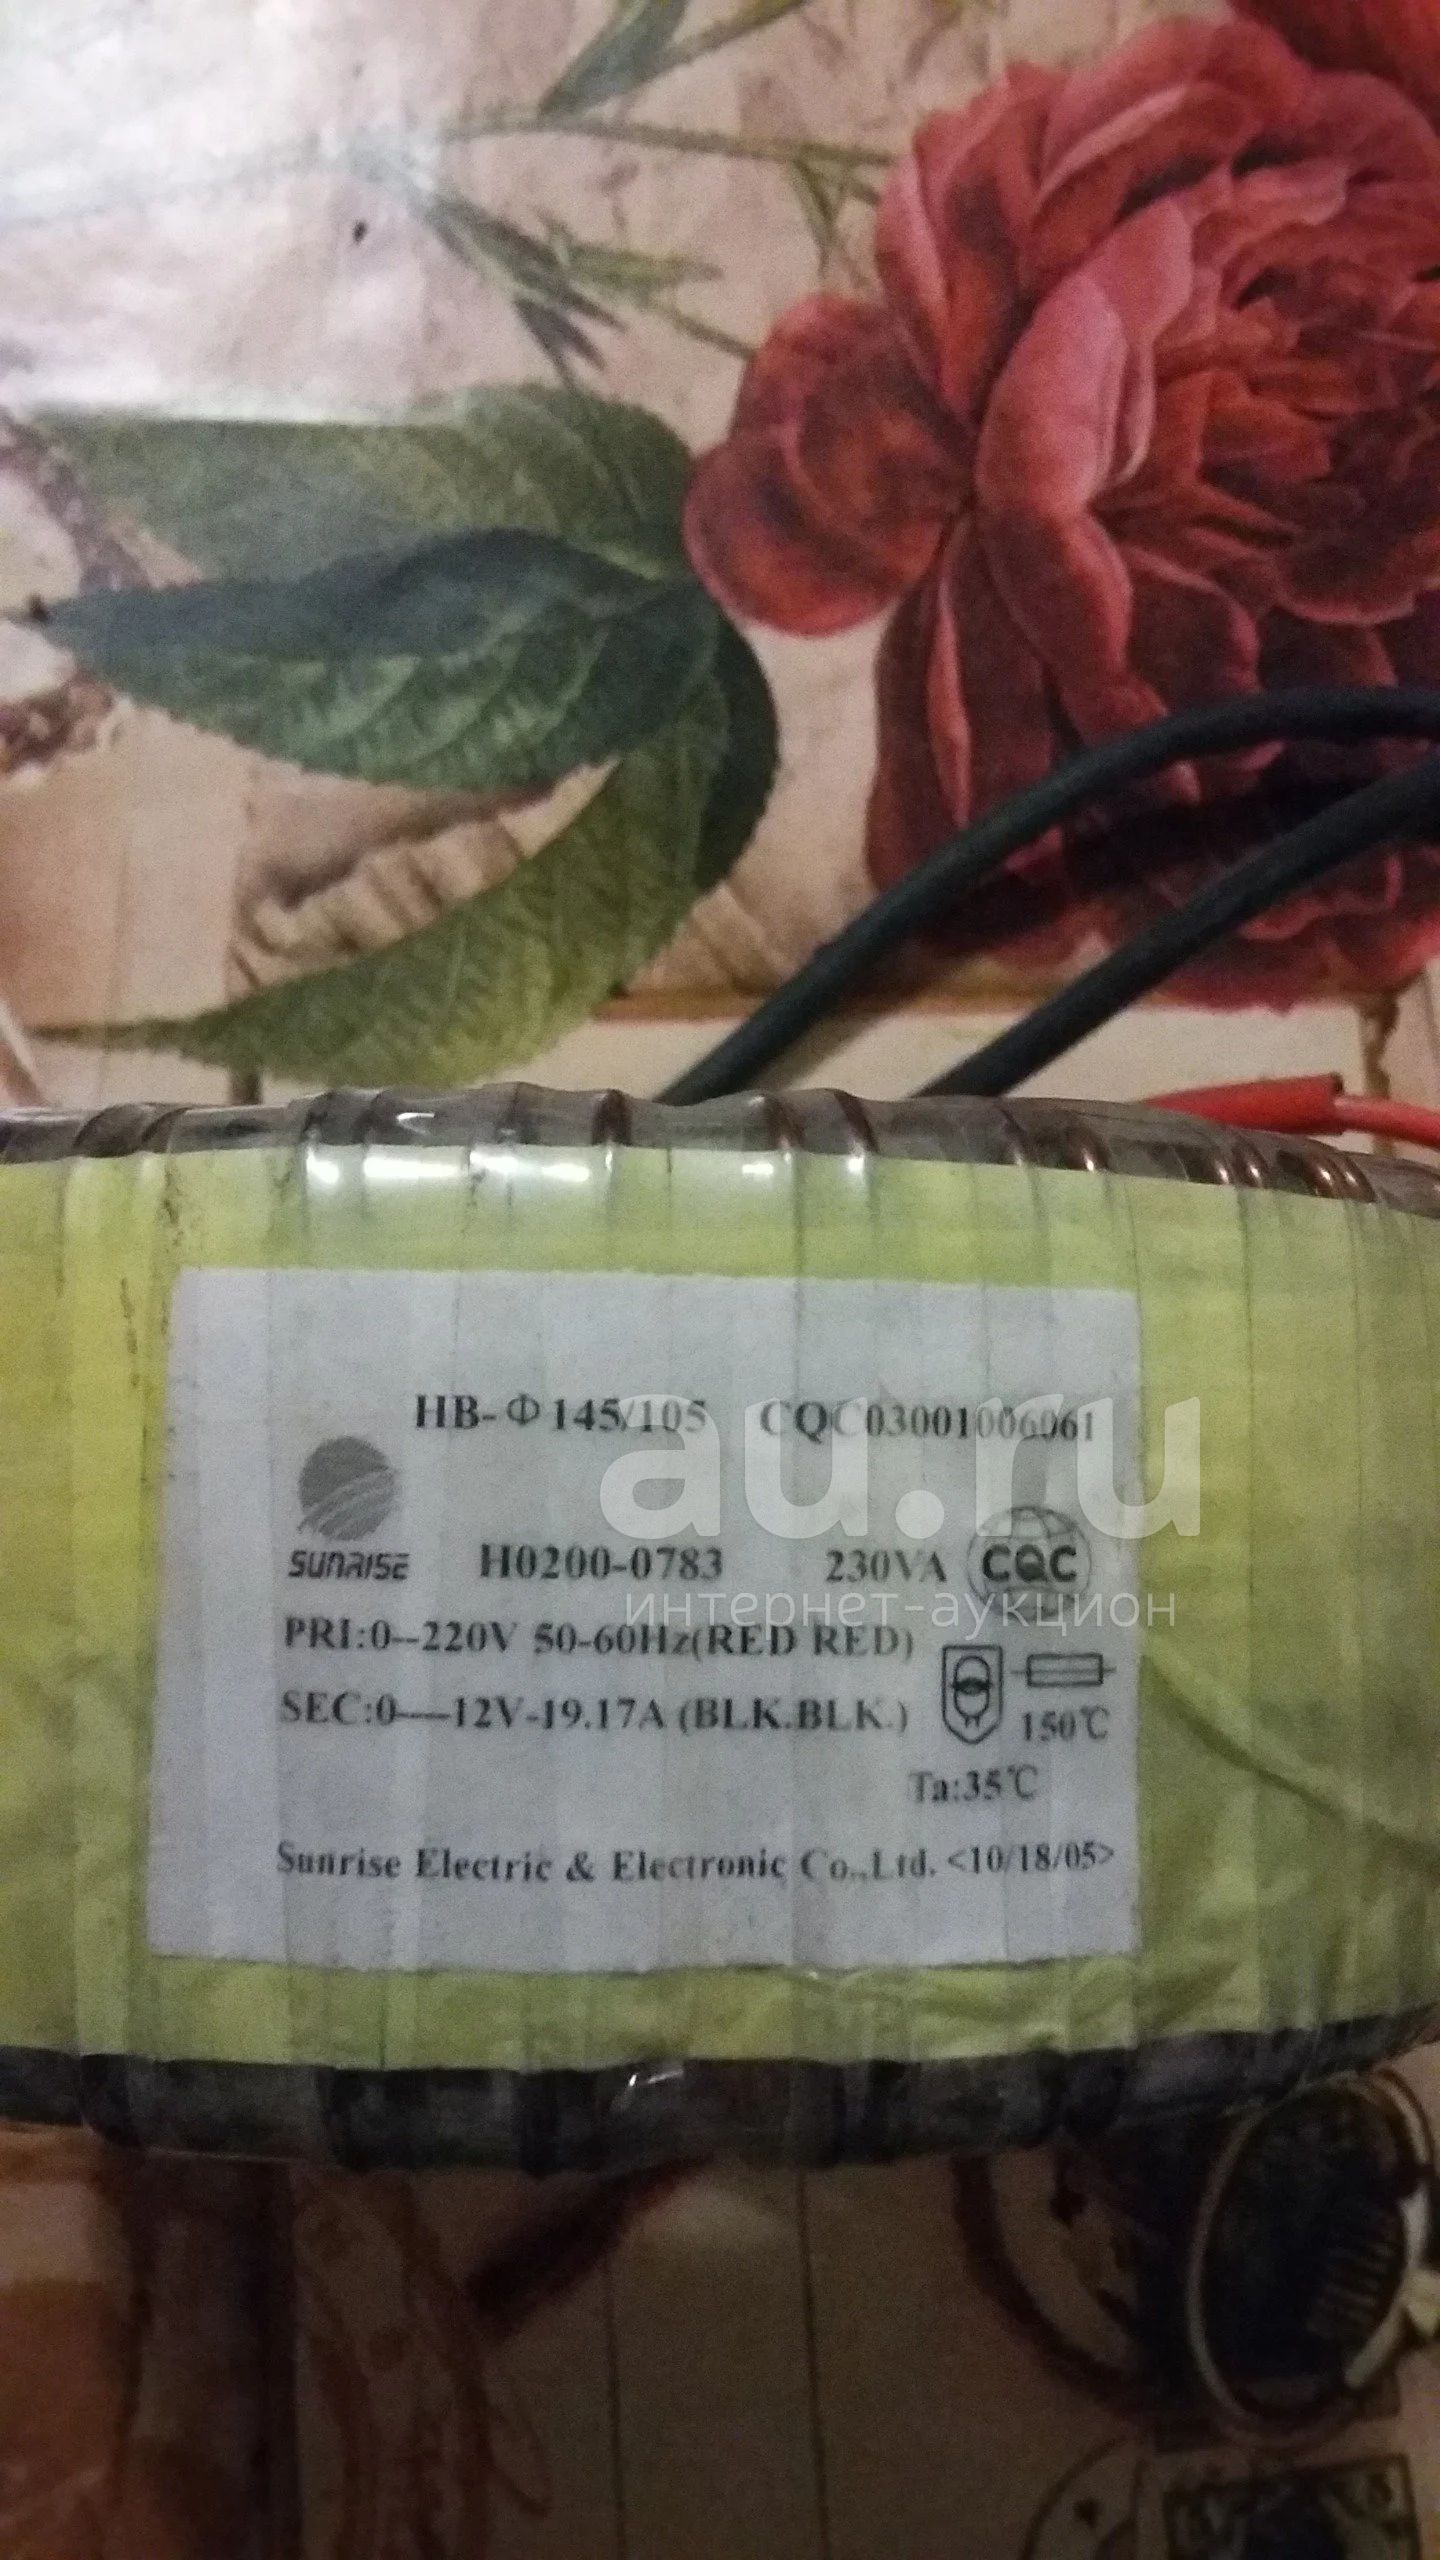 HB-Φ145/105 CQC03001006061
SUNRISE H0200-0783 230VA CQC
PRI:0--220V 50-60Hz(RED RED)
SEC:0—12V-19.17A (BLK.BLK.)
150℃
Ta:35℃
Sunrise Electric & Electronic Co.,Ltd. <10/18/05>
au.ru
интернет-аукцион